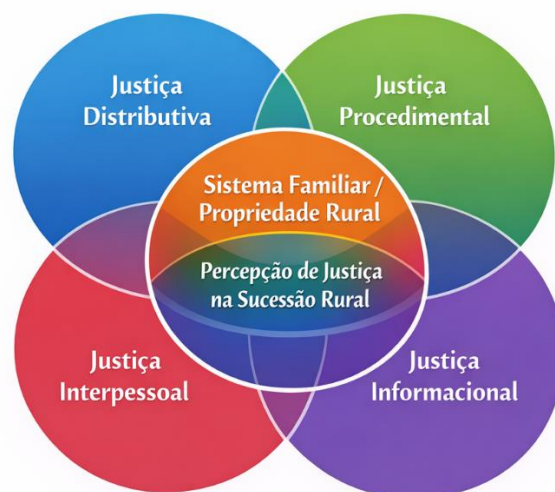 Justiça
Distributiva
Justiça
Procedimental
Sistema Familiar /
Propriedade Rural
Percepção de Justiça
na Sucessão Rural
Justiça
Interpessoal
Justiça
Informacional